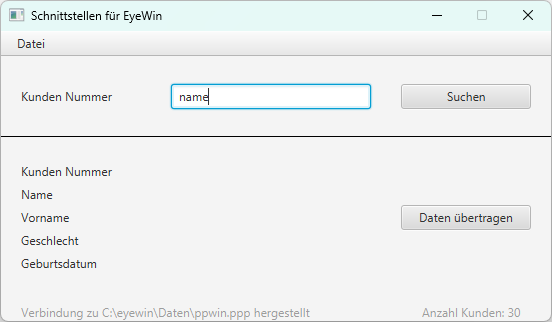 Schnittstellen für EyeWin
Datei
Kunden Nummer name Suchen
Kunden Nummer
Name
Vorname Daten übertragen
Geschlecht
Geburtsdatum
Verbindung zu C:\eyewin\Daten\ppwin.ppp hergestellt Anzahl Kunden: 30